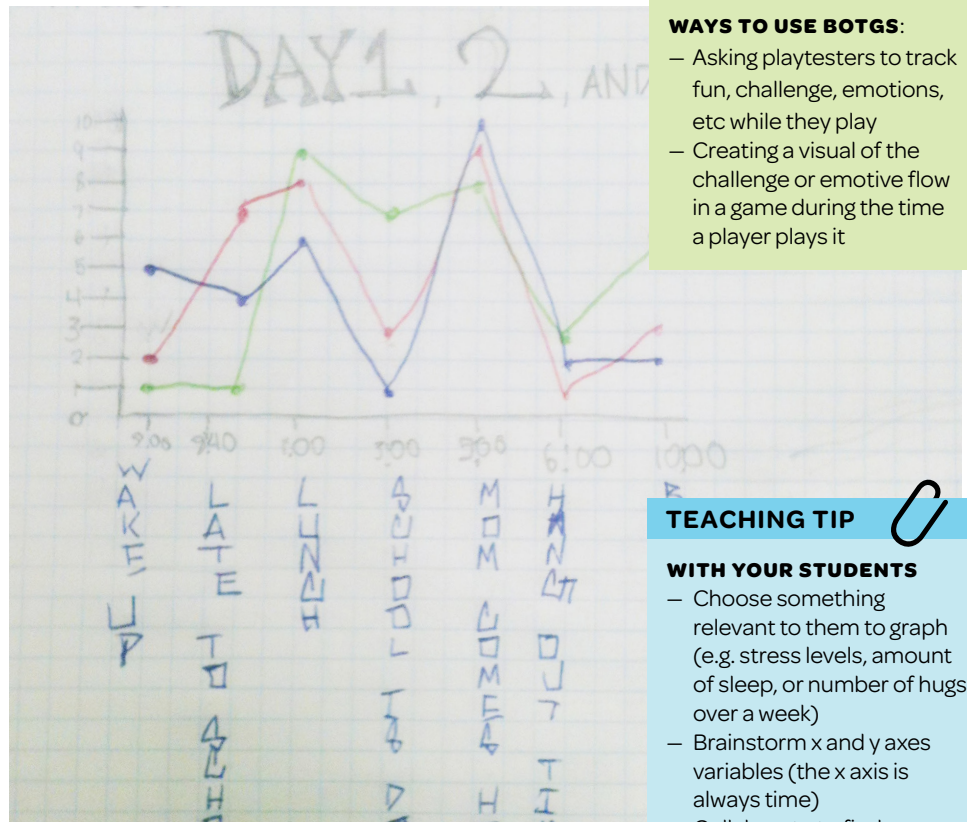 DAY 1, 2, AND
10
9
8
7
6
5
4
3
2
1
0
9:00 9:40 1:00 3:00 5:00 6:00 10:00
WAKE UP
LATE TO SCH
LUNCH
SCHOOL IS
MOM COMES H
HANG OUT TI
WAYS TO USE BOTGS:
— Asking playtesters to track
fun, challenge, emotions,
etc while they play
— Creating a visual of the
challenge or emotive flow
in a game during the time
a player plays it
TEACHING TIP
WITH YOUR STUDENTS
— Choose something
relevant to them to graph
(e.g. stress levels, amount
of sleep, or number of hugs
over a week)
— Brainstorm x and y axes
variables (the x axis is
always time)